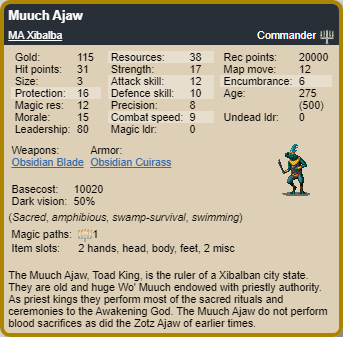 Muuch Ajaw
MA Xibalba Commander
Gold: 115 Resources: 38 Rec points: 20000
Hit points: 31 Strength: 17 Map move: 12
Size: 3 Attack skill: 12 Encumbrance: 6
Protection: 16 Defence skill: 10 Age: 275
Magic res: 12 Precision: 8 (500)
Morale: 15 Combat speed: 9 Undead ldr: 0
Leadership: 80 Magic ldr: 0
Weapons: Armor:
Obsidian Blade Obsidian Cuirass
Basecost: 10020
Dark vision: 50%
(Sacred, amphibious, swamp-survival, swimming)
Magic paths: 1
Item slots: 2 hands, head, body, feet, 2 misc
The Muuch Ajaw, Toad King, is the ruler of a Xibalban city state.
They are old and huge Wo' Muuch endowed with priestly authority.
As priest kings they perform most of the sacred rituals and
ceremonies to the Awakening God. The Muuch Ajaw do not perform
blood sacrifices as did the Zotz Ajaw of earlier times.